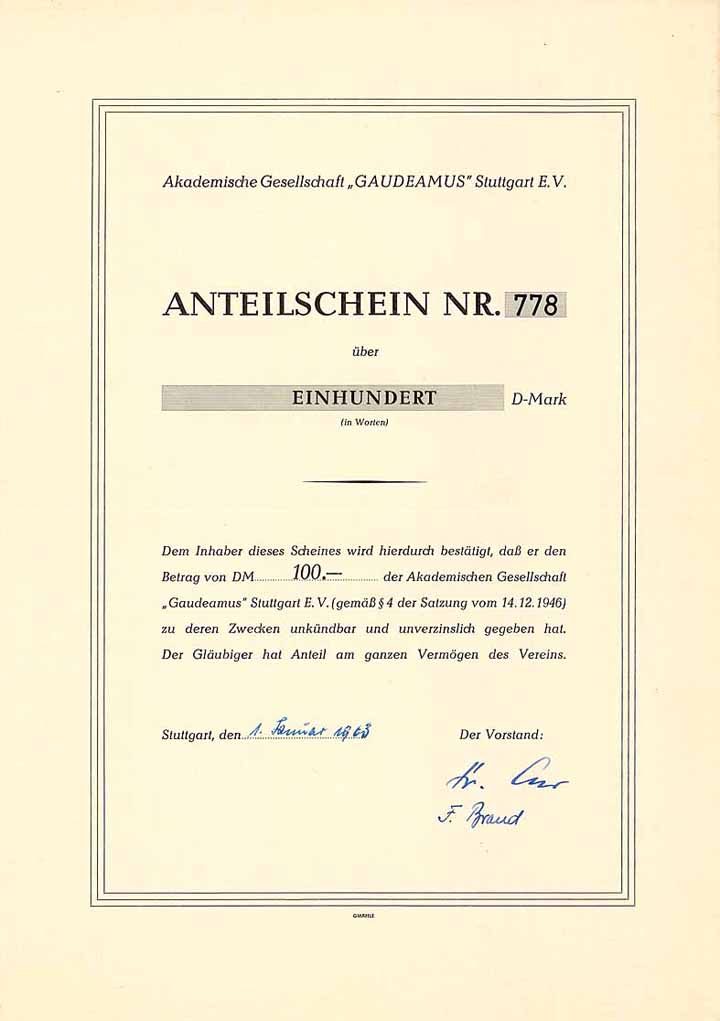 Akademische Gesellschaft „GAUDEAMUS" Stuttgart E.V.
ANTEILSCHEIN NR. 778
über
EINHUNDERT D-Mark
(in Worten)
Dem Inhaber dieses Scheines wird hierdurch bestätigt, daß er den
Betrag von DM 100.— der Akademischen Gesellschaft
„Gaudeamus" Stuttgart E.V. (gemäß § 4 der Satzung vom 14.12.1946)
zu deren Zwecken unkündbar und unverzinslich gegeben hat.
Der Gläubiger hat Anteil am ganzen Vermögen des Vereins.
Stuttgart, den 1. Januar 1963 Der Vorstand:
F. Brand